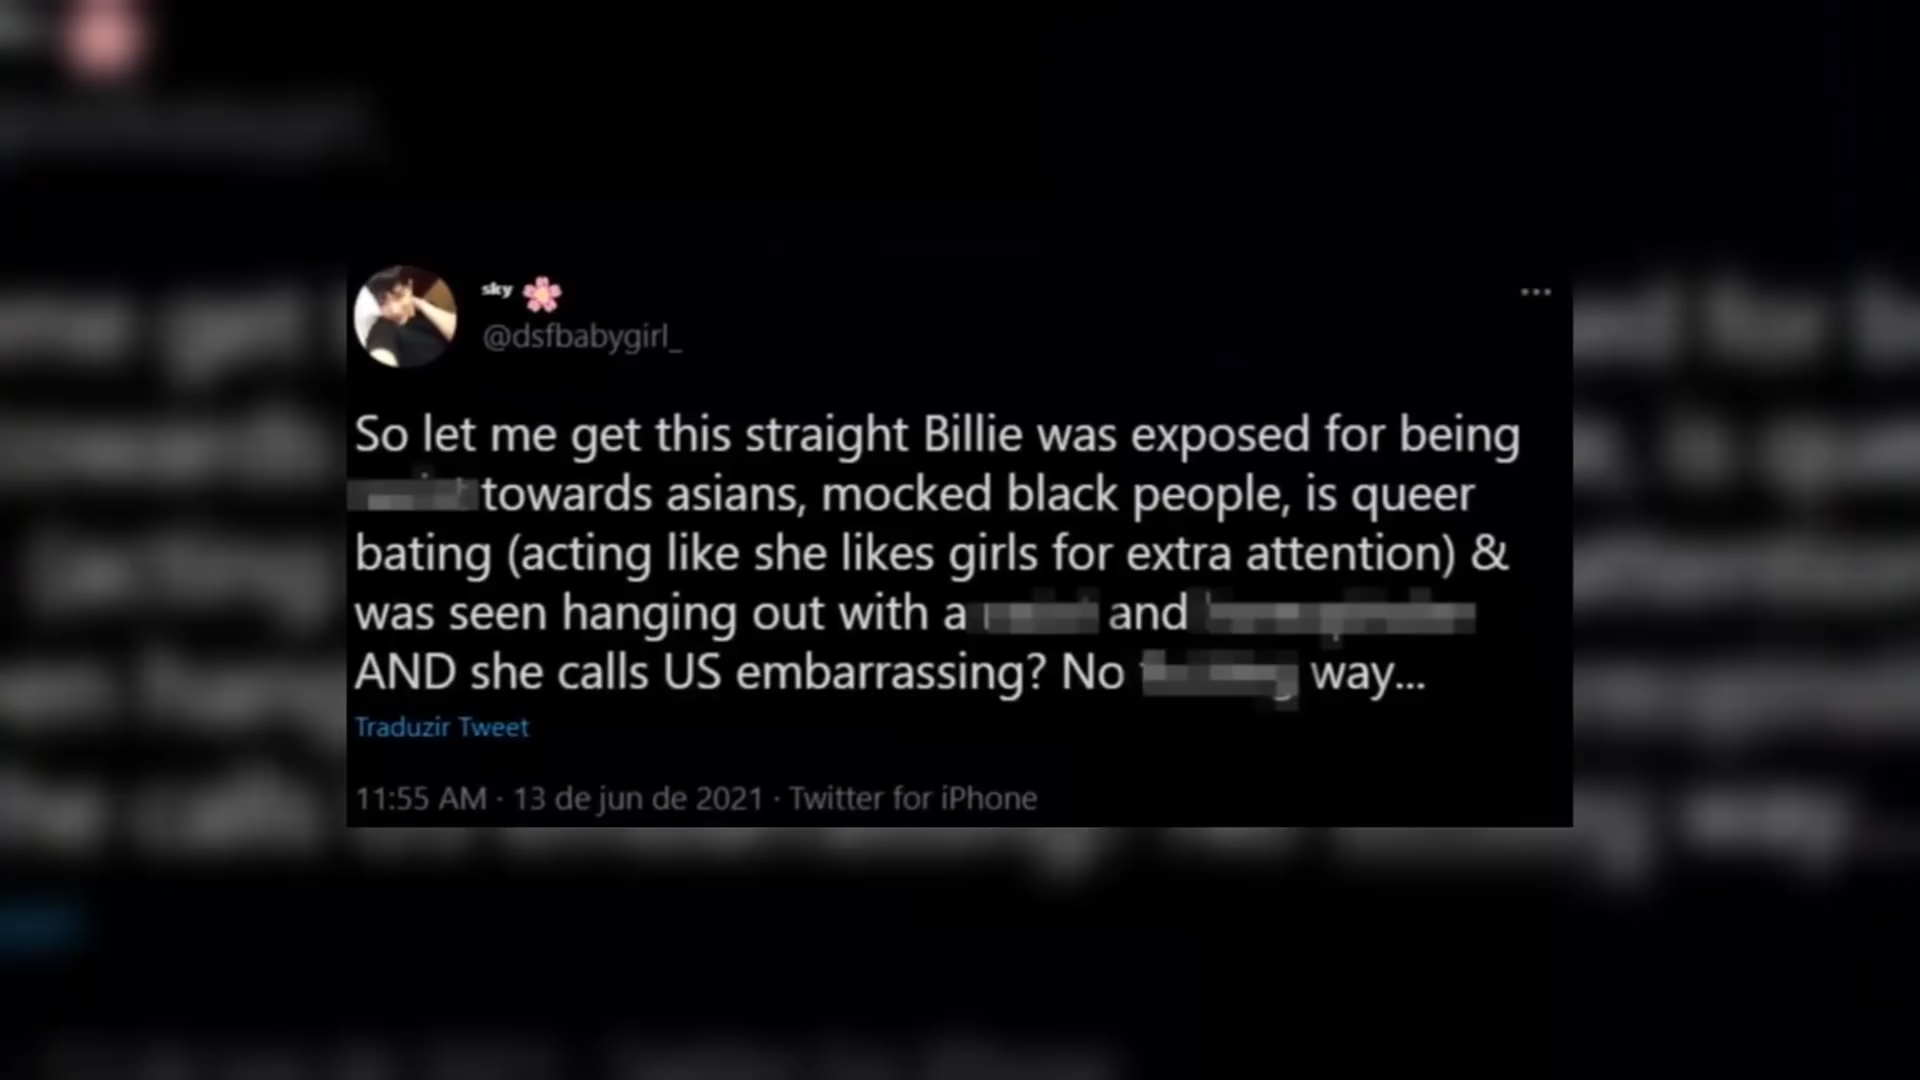 sky
@dsfbabygirl_
So let me get this straight Billie was exposed for being
towards asians, mocked black people, is queer
bating (acting like she likes girls for extra attention) &
was seen hanging out with a and
AND she calls US embarrassing? No way...
Traduzir Tweet
11:55 AM · 13 de jun de 2021 · Twitter for iPhone